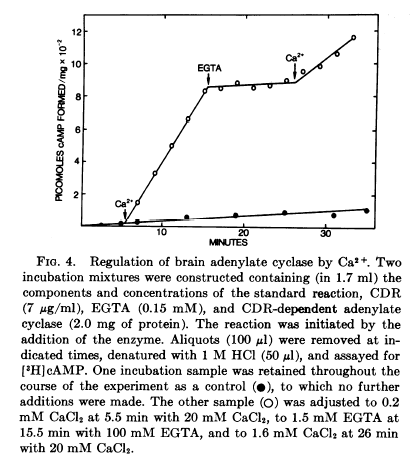 12
10
8
6
4
2
PICOMOLES cAMP FORMED/mg × 10⁻²
EGTA
Ca²⁺
Ca²⁺
10
20
30
MINUTES
FIG. 4. Regulation of brain adenylate cyclase by Ca²⁺. Two
incubation mixtures were constructed containing (in 1.7 ml) the
components and concentrations of the standard reaction, CDR
(7 μg/ml), EGTA (0.15 mM), and CDR-dependent adenylate
cyclase (2.0 mg of protein). The reaction was initiated by the
addition of the enzyme. Aliquots (100 μl) were removed at in-
dicated times, denatured with 1 M HCl (50 μl), and assayed for
[³H]cAMP. One incubation sample was retained throughout the
course of the experiment as a control (●), to which no further
additions were made. The other sample (○) was adjusted to 0.2
mM CaCl₂ at 5.5 min with 20 mM CaCl₂, to 1.5 mM EGTA at
15.5 min with 100 mM EGTA, and to 1.6 mM CaCl₂ at 26 min
with 20 mM CaCl₂.